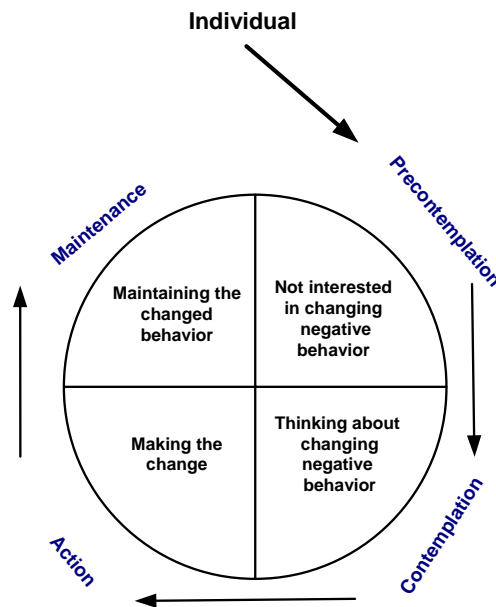 Individual
Precontemplation
Maintenance
Maintaining the
changed
behavior
Not interested
in changing
negative
behavior
Making the
change
Thinking about
changing
negative
behavior
Action
Contemplation